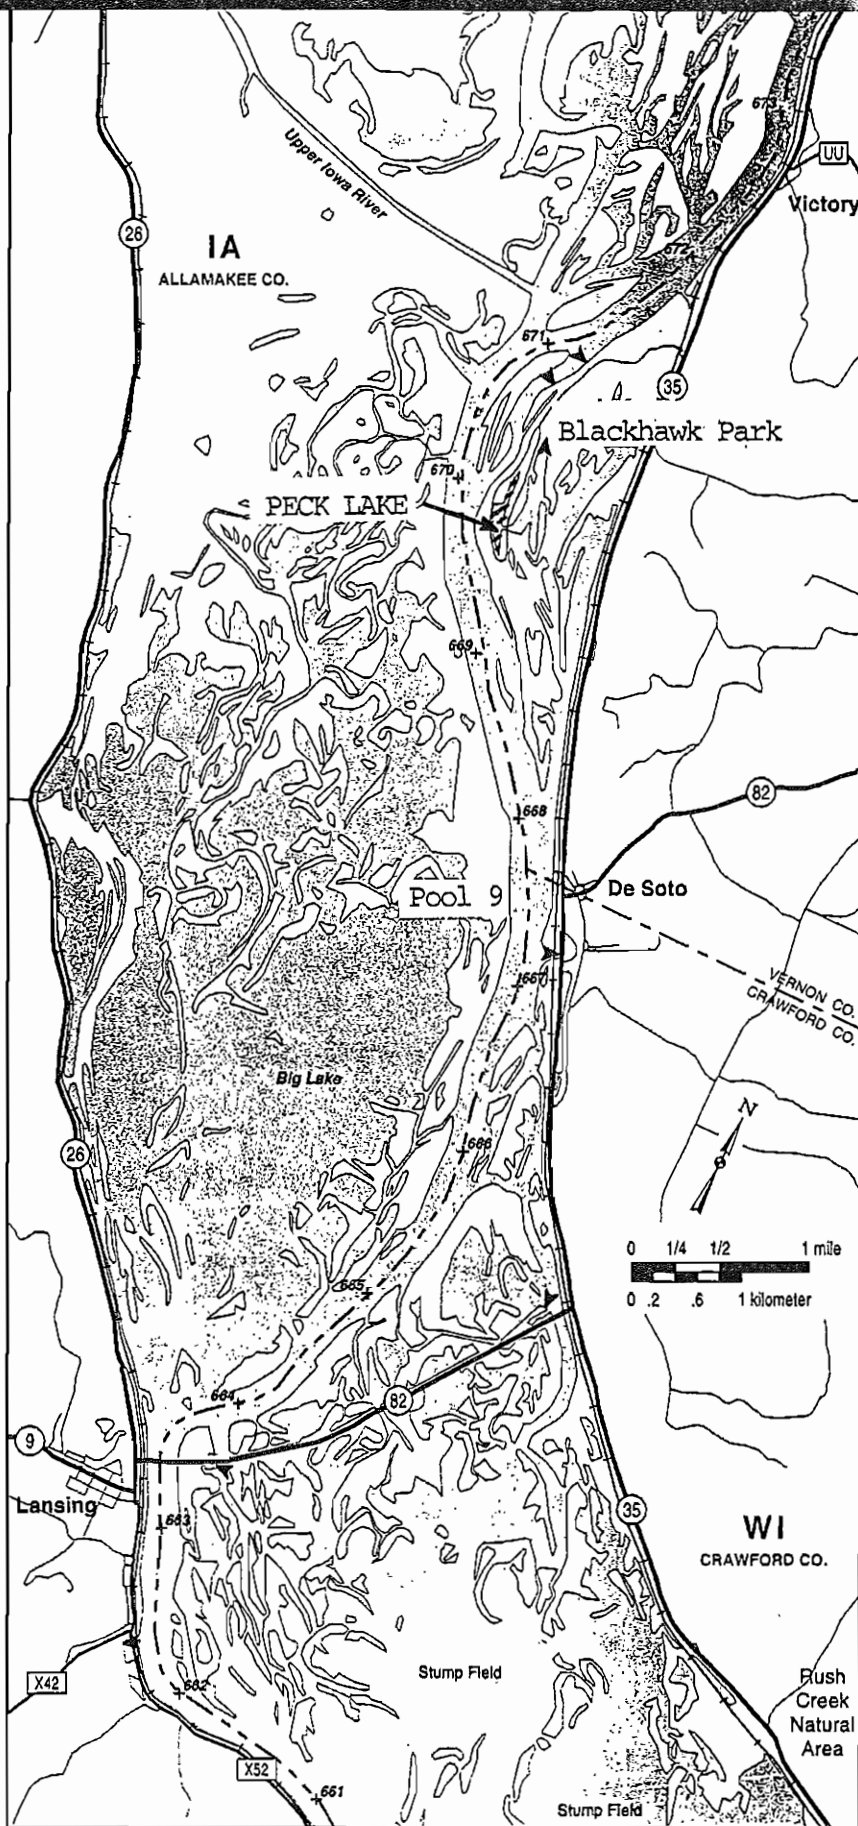 673
UU
Victory
Upper Iowa River
26
IA
ALLAMAKEE CO.
672
671
35
Blackhawk Park
670
PECK LAKE
669
668
82
Pool 9
De Soto
667
VERNON CO.
CRAWFORD CO.
Big Lake
N
26
666
0 1/4 1/2 1 mile
0 .2 .6 1 kilometer
665
664
82
9
Lansing
663
35
WI
CRAWFORD CO.
Stump Field
X42
662
Rush
Creek
Natural
Area
X52
661
Stump Field